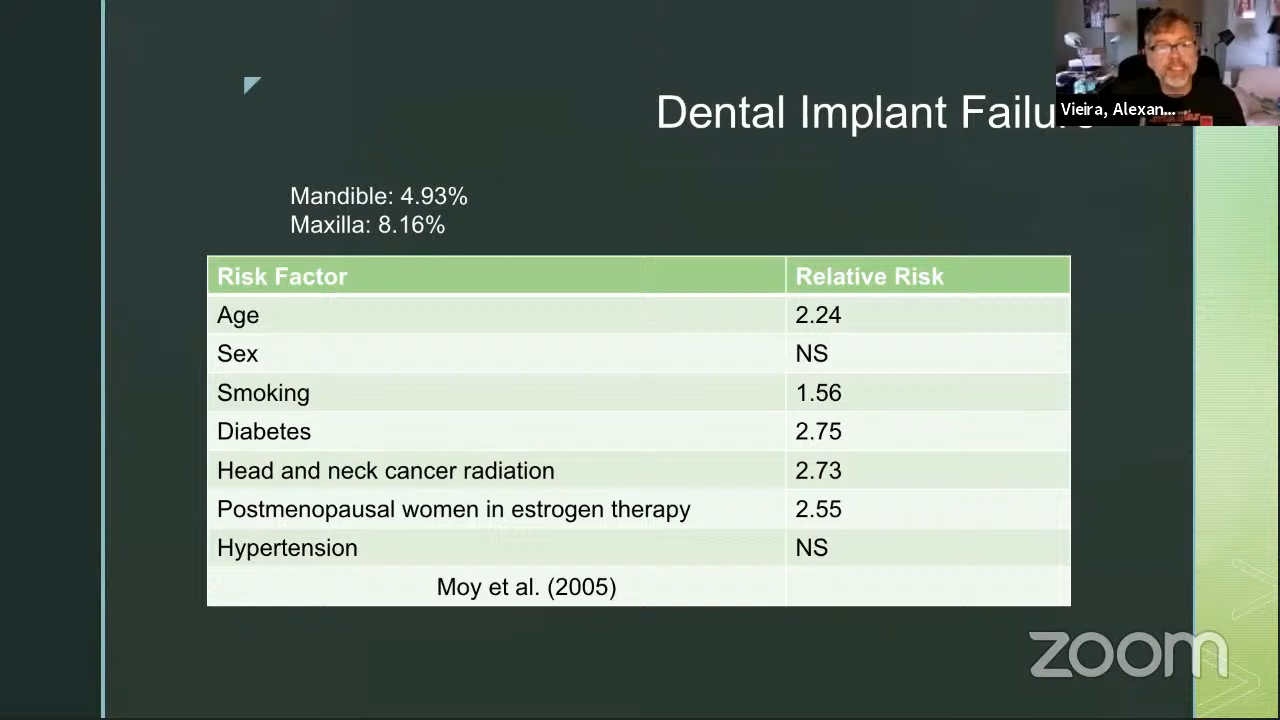 Dental Implant Failure
Vieira, Alexan...
Mandible: 4.93%
Maxilla: 8.16%
Risk Factor Relative Risk
Age 2.24
Sex NS
Smoking 1.56
Diabetes 2.75
Head and neck cancer radiation 2.73
Postmenopausal women in estrogen therapy 2.55
Hypertension NS
Moy et al. (2005)
zoom